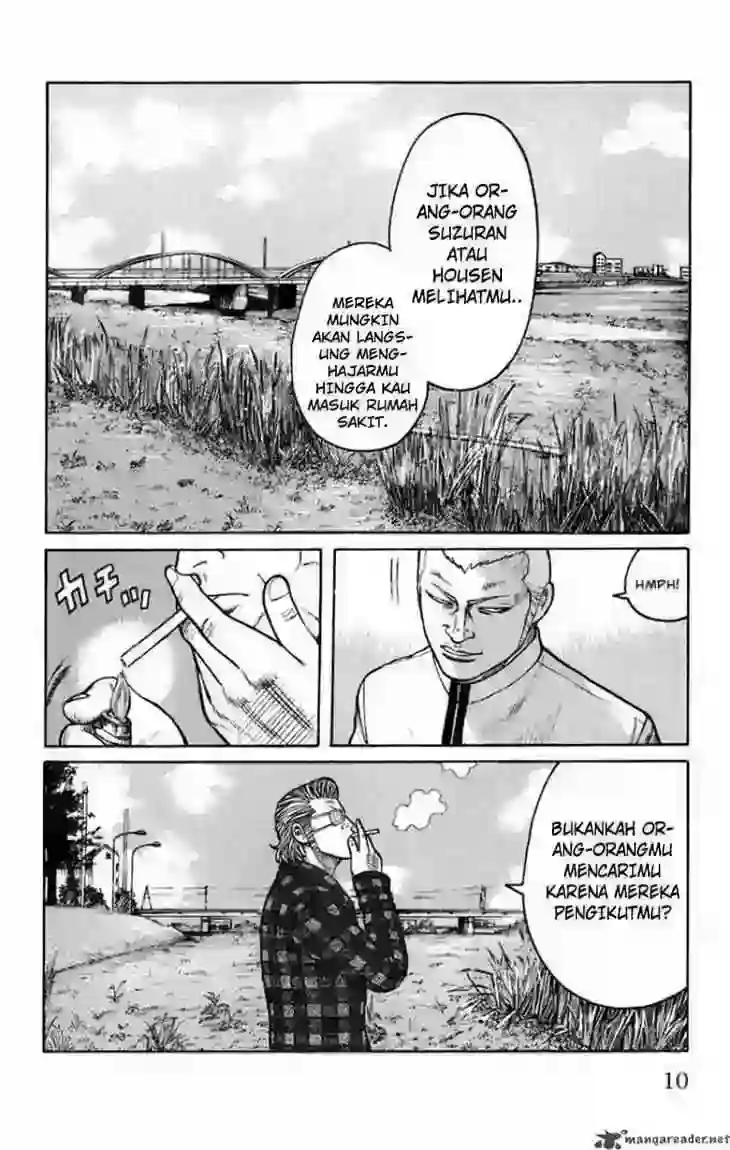 JIKA OR-
ANG-ORANG
SUZURAN
ATAU
HOUSEN
MELIHATMU..
MEREKA
MUNGKIN
AKAN LANGS-
UNG MENG-
HAJARMU
HINGGA KAU
MASUK RUMAH
SAKIT.
HMPH!
カチッ
BUKANKAH OR-
ANG-ORANGMU
MENCARIMU
KARENA MEREKA
PENGIKUTMU?
10
mangareader.net